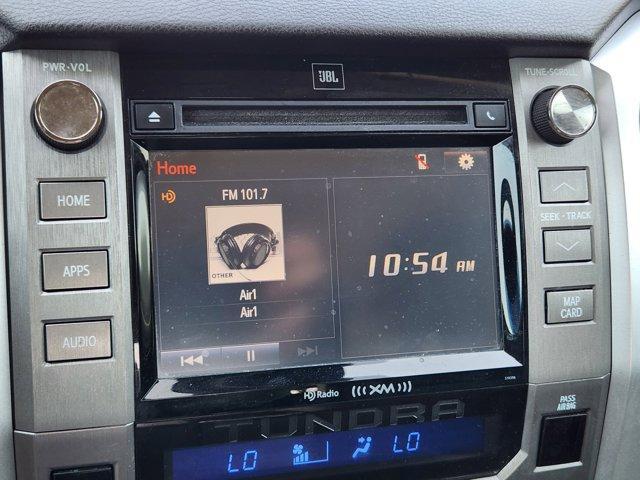 JBL
PWR·VOL
TUNE·SCROLL
Home
HD
FM 101.7
OTHER
Air1
Air1
10:54 AM
HOME
APPS
AUDIO
SEEK·TRACK
MAP CARD
HD Radio
(((XM)))
TUNDRA
PASS AIRBAG
LO
LO